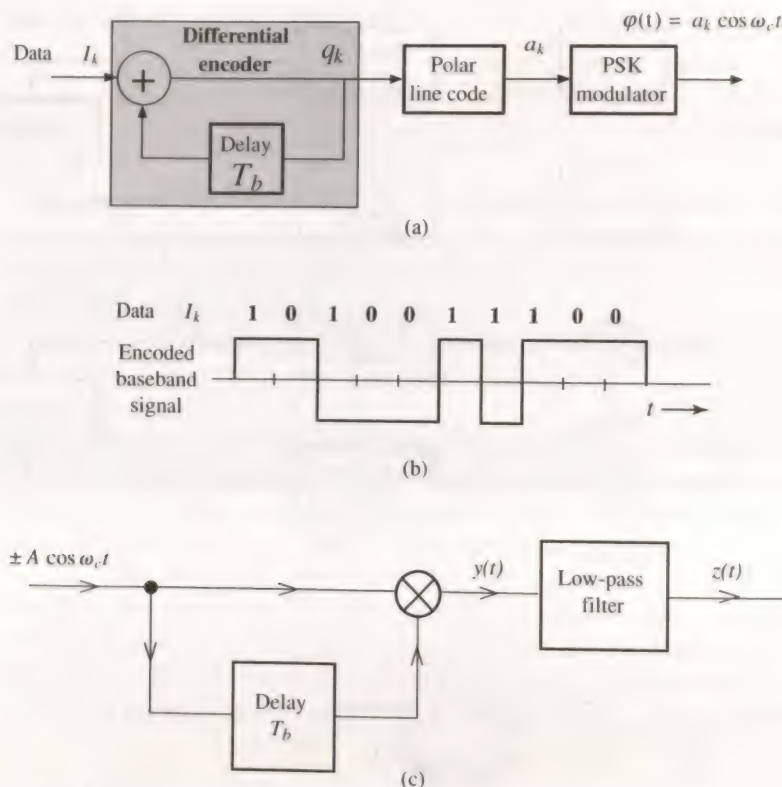 φ(t) = a_k cos ω_c t
Differential
encoder
Data I_k
q_k
+
Delay
T_b
Polar
line code
a_k
PSK
modulator
(a)
Data I_k 1 0 1 0 0 1 1 1 0 0
Encoded
baseband
signal
t
(b)
± A cos ω_c t
y(t)
Low-pass
filter
z(t)
Delay
T_b
(c)